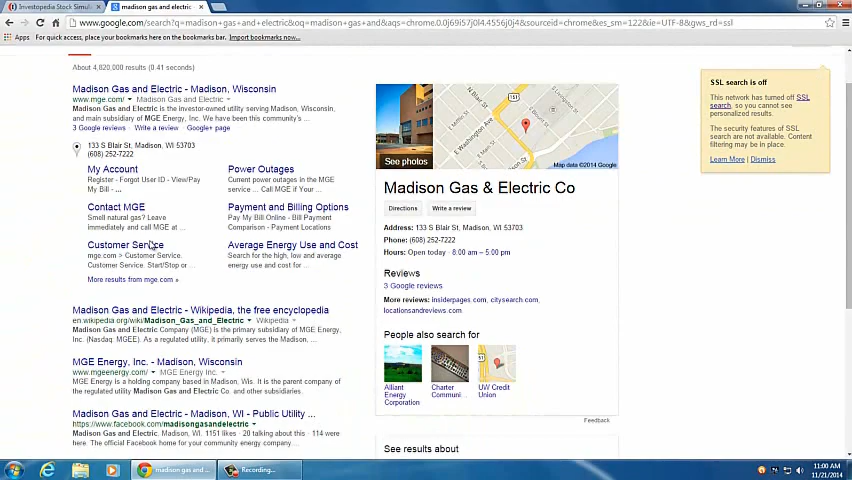 Investopedia Stock Simul
madison gas and electric
https://www.google.com/search?q=madison+gas+and+electric&oq=madison+gas+and&aqs=chrome.0.0j69i57j0l4.4556j0j4&sourceid=chrome&es_sm=122&ie=UTF-8&gws_rd=ssl
Apps
For quick access, place your bookmarks here on the bookmarks bar. Import bookmarks now...
About 4,820,000 results (0.41 seconds)
Madison Gas and Electric - Madison, Wisconsin
www.mge.com/ Madison Gas and Electric
Madison Gas and Electric is the investor-owned utility serving Madison, Wisconsin,
and main subsidiary of MGE Energy, Inc. We have been this community's ...
3 Google reviews · Write a review · Google+ page
133 S Blair St, Madison, WI 53703
(608) 252-7222
My Account
Register - Forgot User ID - View/Pay
My Bill - ...
Power Outages
Current power outages in the MGE
service ... Call MGE if Your ...
Contact MGE
Smell natural gas? Leave
immediately and call MGE at ...
Payment and Billing Options
Pay My Bill Online - Bill Payment
Comparison - Payment Locations
Customer Service
mge.com > Customer Service.
Customer Service. Start/Stop or ...
Average Energy Use and Cost
Search for the high, low and average
energy use and cost for ...
More results from mge.com »
Madison Gas and Electric - Wikipedia, the free encyclopedia
en.wikipedia.org/wiki/Madison_Gas_and_Electric Wikipedia
Madison Gas and Electric Company (MGE) is the primary subsidiary of MGE Energy,
Inc. (Nasdaq: MGEE). As a regulated utility, it primarily serves the Madison, ...
MGE Energy, Inc. - Madison, Wisconsin
www.mgeenergy.com/ MGE Energy Inc.
MGE Energy is a holding company based in Madison, Wis. It is the parent company of
the regulated utility Madison Gas and Electric Co. and other subsidiaries.
Madison Gas and Electric - Madison, WI - Public Utility ...
https://www.facebook.com/madisongasandelectric
Madison Gas and Electric, Madison, WI. 1151 likes · 20 talking about this · 114 were
here. The official Facebook home for your community energy company.
See photos
N Blair St
E Washington Ave
151
Map data ©2014 Google
Madison Gas & Electric Co
Directions
Write a review
Address: 133 S Blair St, Madison, WI 53703
Phone: (608) 252-7222
Hours: Open today · 8:00 am – 5:00 pm
Reviews
3 Google reviews
More reviews: insiderpages.com, citysearch.com,
locationsandreviews.com
People also search for
Alliant
Energy
Corporation
Charter
Communi...
UW Credit
Union
Feedback
See results about
SSL search is off
This network has turned off SSL
search, so you cannot see
personalized results.
The security features of SSL
search are not available. Content
filtering may be in place.
Learn More | Dismiss
madison gas and ...
Recording...
11:00 AM
11/21/2014